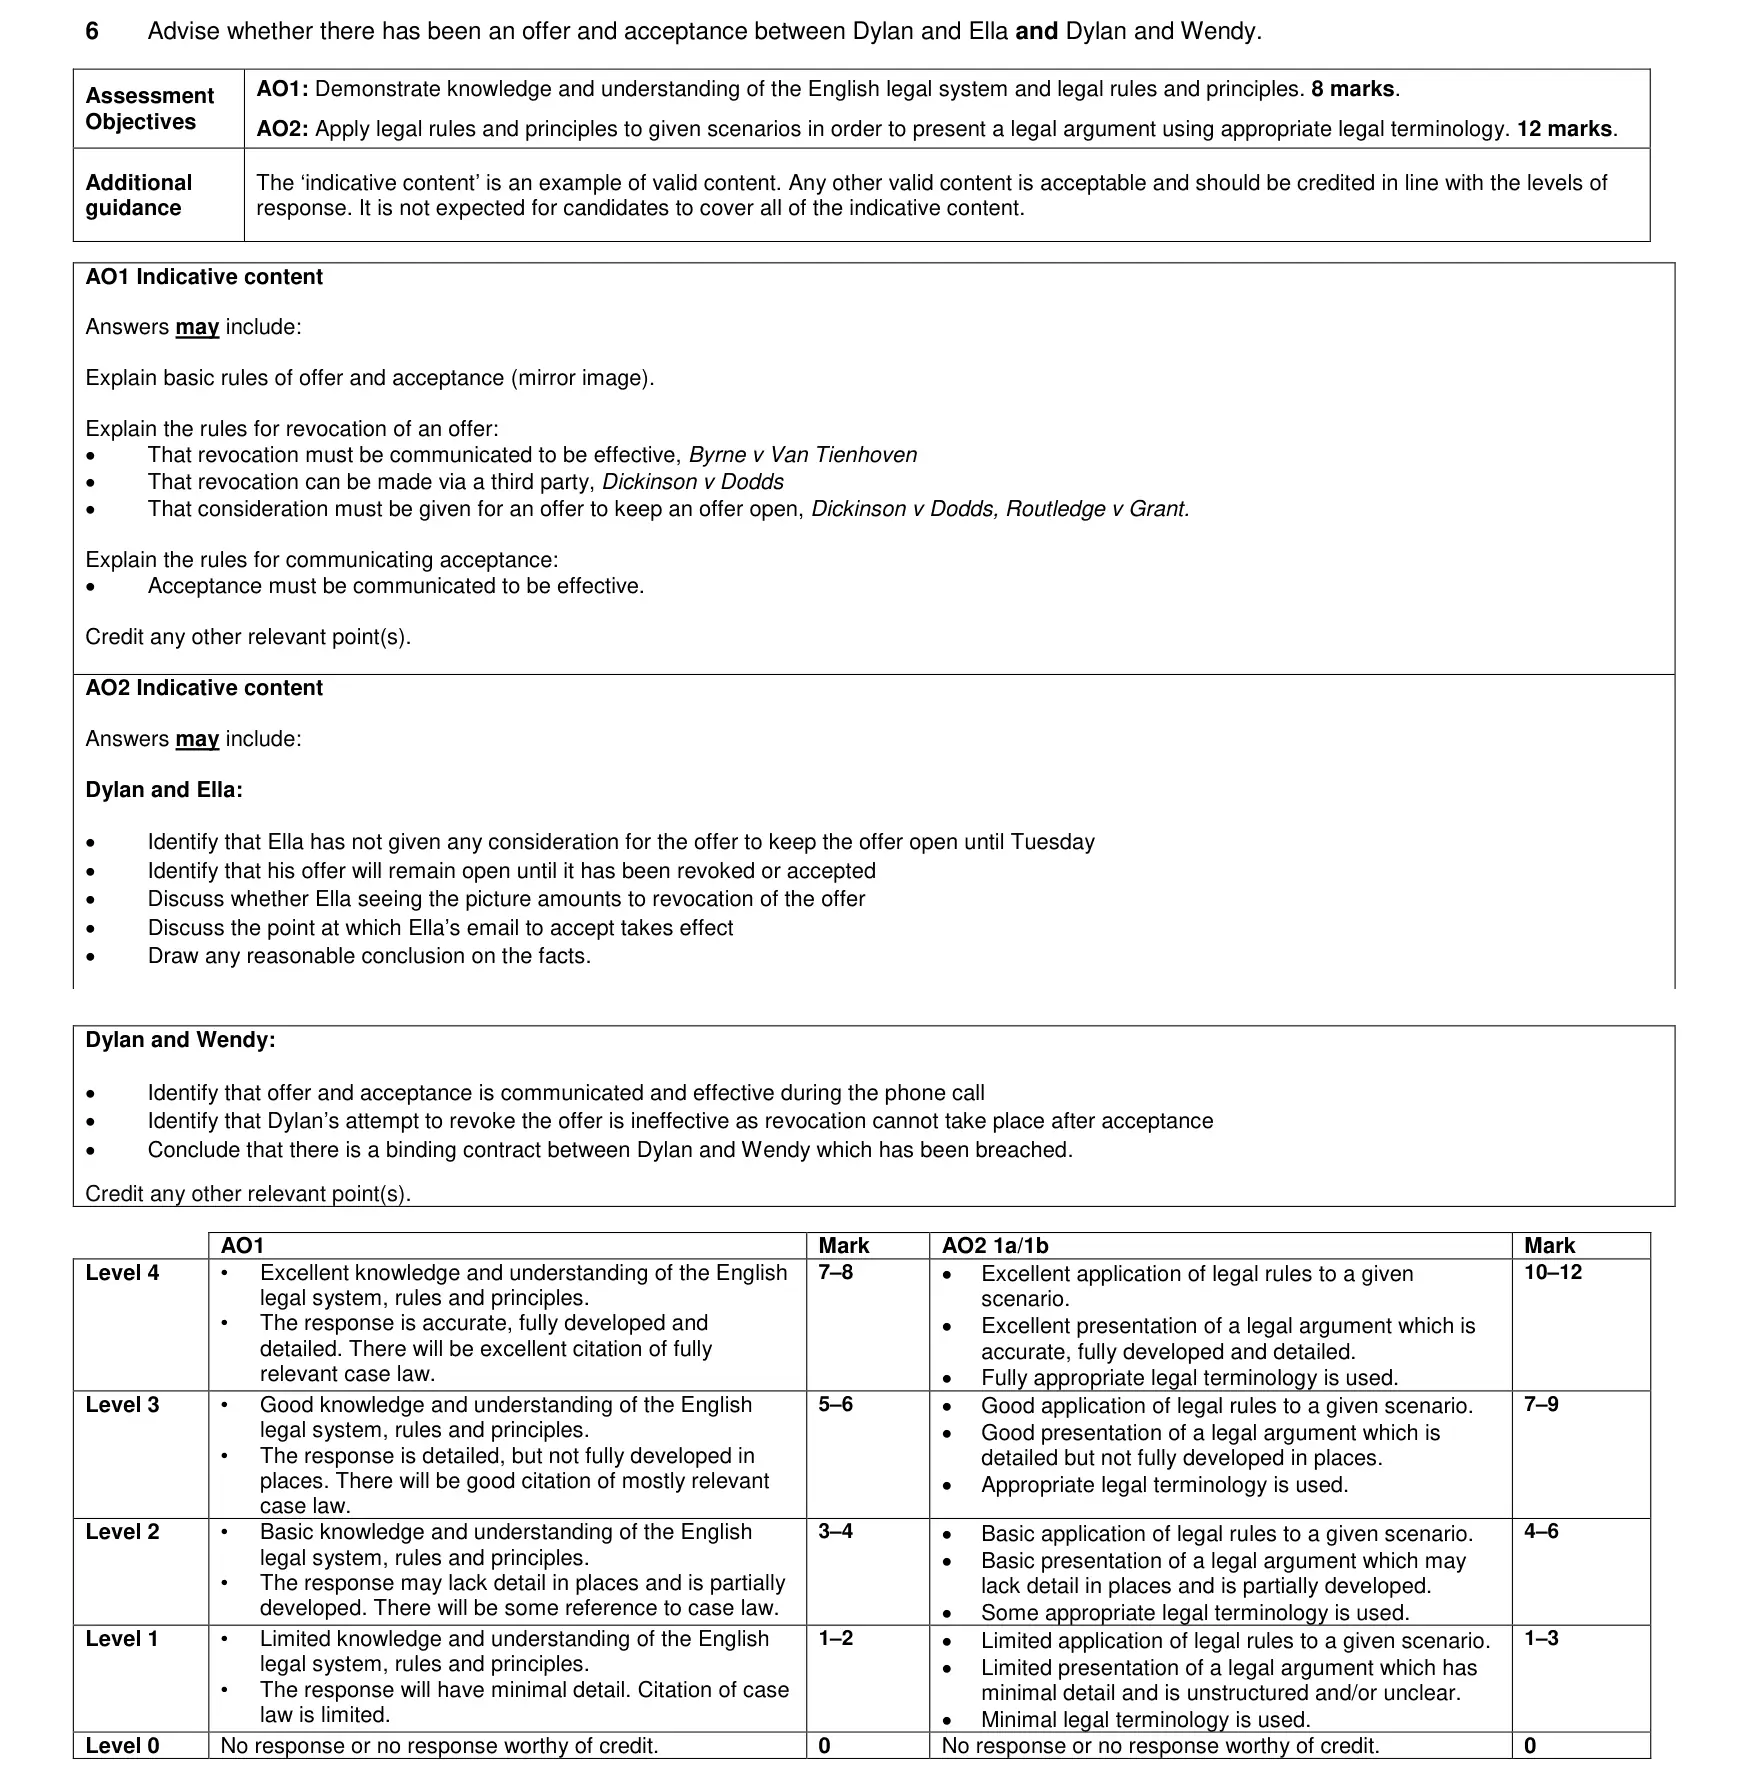 6 Advise whether there has been an offer and acceptance between Dylan and Ella and Dylan and Wendy.
Assessment Objectives
AO1: Demonstrate knowledge and understanding of the English legal system and legal rules and principles. 8 marks.
AO2: Apply legal rules and principles to given scenarios in order to present a legal argument using appropriate legal terminology. 12 marks.
Additional guidance
The ‘indicative content’ is an example of valid content. Any other valid content is acceptable and should be credited in line with the levels of
response. It is not expected for candidates to cover all of the indicative content.
AO1 Indicative content
Answers may include:
Explain basic rules of offer and acceptance (mirror image).
Explain the rules for revocation of an offer:
• That revocation must be communicated to be effective, Byrne v Van Tienhoven
• That revocation can be made via a third party, Dickinson v Dodds
• That consideration must be given for an offer to keep an offer open, Dickinson v Dodds, Routledge v Grant.
Explain the rules for communicating acceptance:
• Acceptance must be communicated to be effective.
Credit any other relevant point(s).
AO2 Indicative content
Answers may include:
Dylan and Ella:
• Identify that Ella has not given any consideration for the offer to keep the offer open until Tuesday
• Identify that his offer will remain open until it has been revoked or accepted
• Discuss whether Ella seeing the picture amounts to revocation of the offer
• Discuss the point at which Ella’s email to accept takes effect
• Draw any reasonable conclusion on the facts.
Dylan and Wendy:
• Identify that offer and acceptance is communicated and effective during the phone call
• Identify that Dylan’s attempt to revoke the offer is ineffective as revocation cannot take place after acceptance
• Conclude that there is a binding contract between Dylan and Wendy which has been breached.
Credit any other relevant point(s).
AO1 Mark AO2 1a/1b Mark
Level 4
• Excellent knowledge and understanding of the English
legal system, rules and principles.
• The response is accurate, fully developed and
detailed. There will be excellent citation of fully
relevant case law.
7–8
• Excellent application of legal rules to a given
scenario.
• Excellent presentation of a legal argument which is
accurate, fully developed and detailed.
• Fully appropriate legal terminology is used.
10–12
Level 3
• Good knowledge and understanding of the English
legal system, rules and principles.
• The response is detailed, but not fully developed in
places. There will be good citation of mostly relevant
case law.
5–6
• Good application of legal rules to a given scenario.
• Good presentation of a legal argument which is
detailed but not fully developed in places.
• Appropriate legal terminology is used.
7–9
Level 2
• Basic knowledge and understanding of the English
legal system, rules and principles.
• The response may lack detail in places and is partially
developed. There will be some reference to case law.
3–4
• Basic application of legal rules to a given scenario.
• Basic presentation of a legal argument which may
lack detail in places and is partially developed.
• Some appropriate legal terminology is used.
4–6
Level 1
• Limited knowledge and understanding of the English
legal system, rules and principles.
• The response will have minimal detail. Citation of case
law is limited.
1–2
• Limited application of legal rules to a given scenario.
• Limited presentation of a legal argument which has
minimal detail and is unstructured and/or unclear.
• Minimal legal terminology is used.
1–3
Level 0
No response or no response worthy of credit.
0
No response or no response worthy of credit.
0